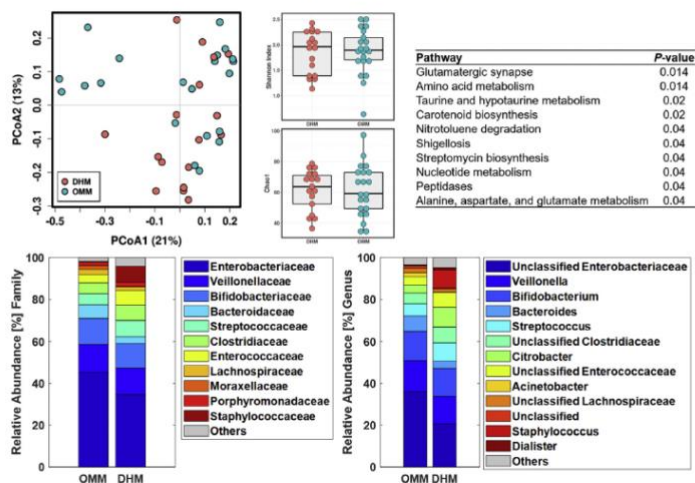 0.2
0.1
0.0
-0.1
-0.2
-0.3
PCoA2 (13%)
DHM
OMM
-0.5 -0.4 -0.3 -0.2 -0.1 0.0 0.1 0.2
PCoA1 (21%)
Shannon Index
DHM OMM
Chao1
DHM OMM
Pathway P-value
Glutamatergic synapse 0.014
Amino acid metabolism 0.014
Taurine and hypotaurine metabolism 0.02
Carotenoid biosynthesis 0.02
Nitrotoluene degradation 0.04
Shigellosis 0.04
Streptomycin biosynthesis 0.04
Nucleotide metabolism 0.04
Peptidases 0.04
Alanine, aspartate, and glutamate metabolism 0.04
Relative Abundance [%] Family
100
80
60
40
20
0
OMM DHM
Enterobacteriaceae
Veillonellaceae
Bifidobacteriaceae
Bacteroidaceae
Streptococcaceae
Clostridiaceae
Enterococcaceae
Lachnospiraceae
Moraxellaceae
Porphyromonadaceae
Staphylococcaceae
Others
Relative Abundance [%] Genus
100
80
60
40
20
0
OMM DHM
Unclassified Enterobacteriaceae
Veillonella
Bifidobacterium
Bacteroides
Streptococcus
Unclassified Clostridiaceae
Citrobacter
Unclassified Enterococcaceae
Acinetobacter
Unclassified Lachnospiraceae
Unclassified
Staphylococcus
Dialister
Others